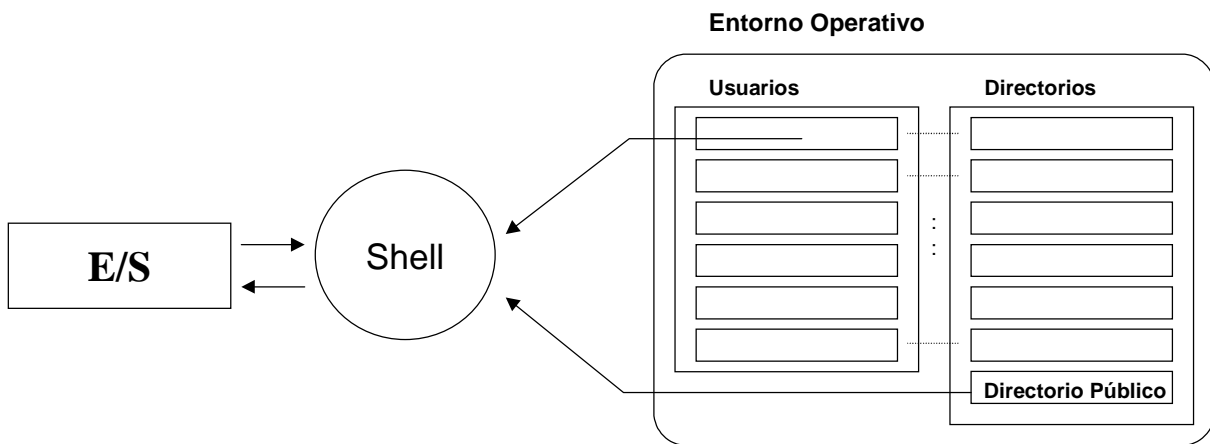 Entorno Operativo
Usuarios
Directorios
E/S
Shell
Directorio Público